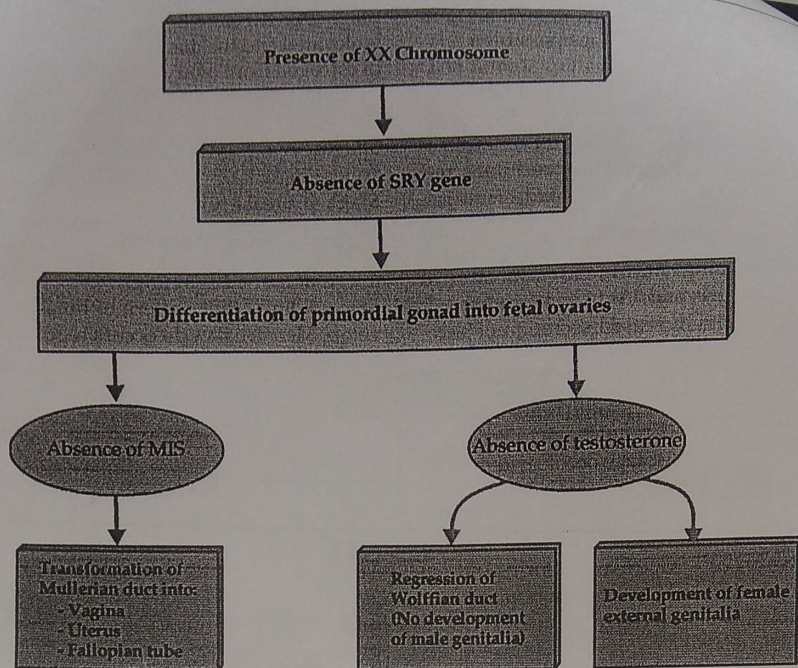 Presence of XX Chromosome
Absence of SRY gene
Differentiation of primordial gonad into fetal ovaries
Absence of MIS
Absence of testosterone
Transformation of
Mullerian duct into:
- Vagina
- Uterus
- Fallopian tube
Regression of
Wolffian duct
(No development
of male genitalia)
Development of female
external genitalia